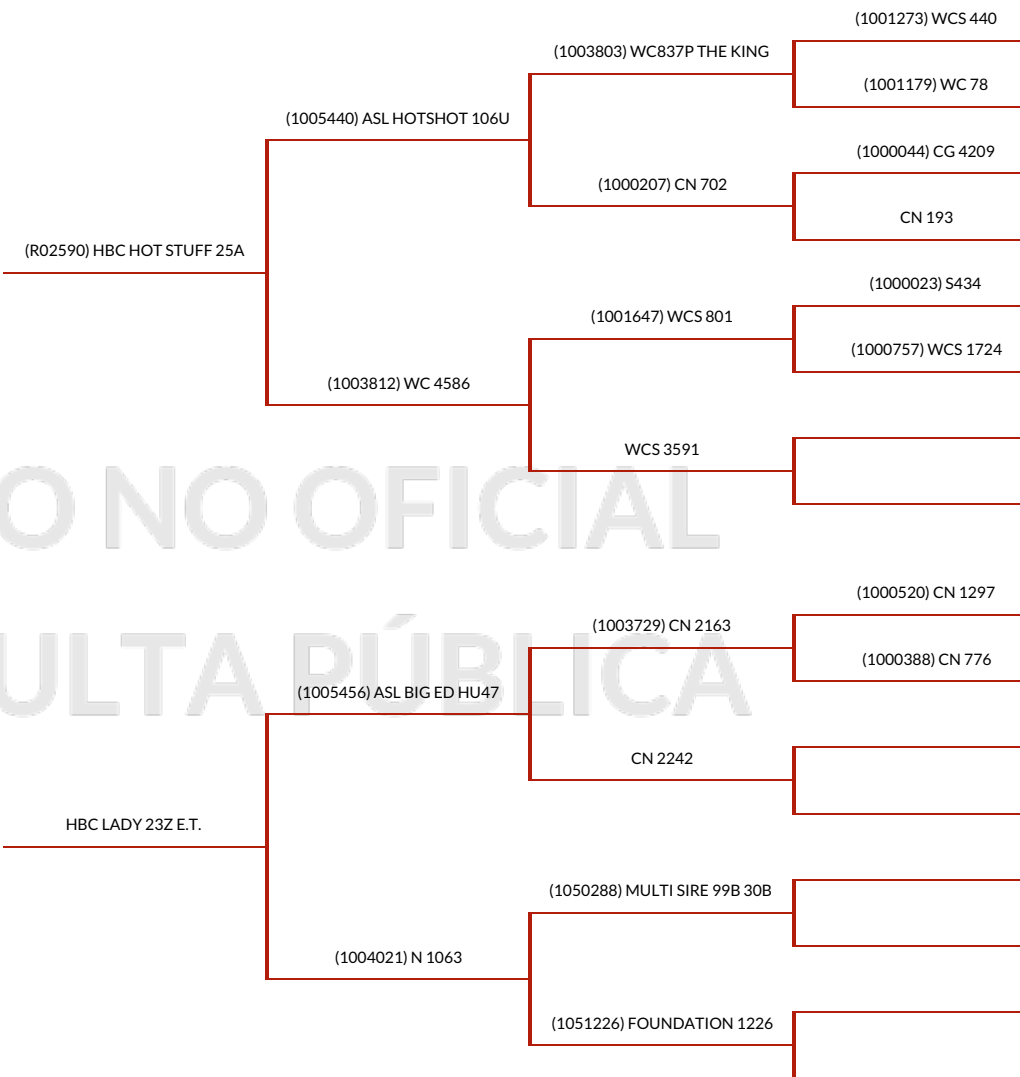 (1001273) WCS 440
(1003803) WC837P THE KING
(1001179) WC 78
(1005440) ASL HOTSHOT 106U
(1000044) CG 4209
(1000207) CN 702
CN 193
(R02590) HBC HOT STUFF 25A
(1000023) S434
(1001647) WCS 801
(1000757) WCS 1724
(1003812) WC 4586
WCS 3591
O NO OFICIAL
(1000520) CN 1297
(1003729) CN 2163
(1000388) CN 776
ULTA PÚBLICA
(1005456) ASL BIG ED HU47
CN 2242
HBC LADY 23Z E.T.
(1050288) MULTI SIRE 99B 30B
(1004021) N 1063
(1051226) FOUNDATION 1226